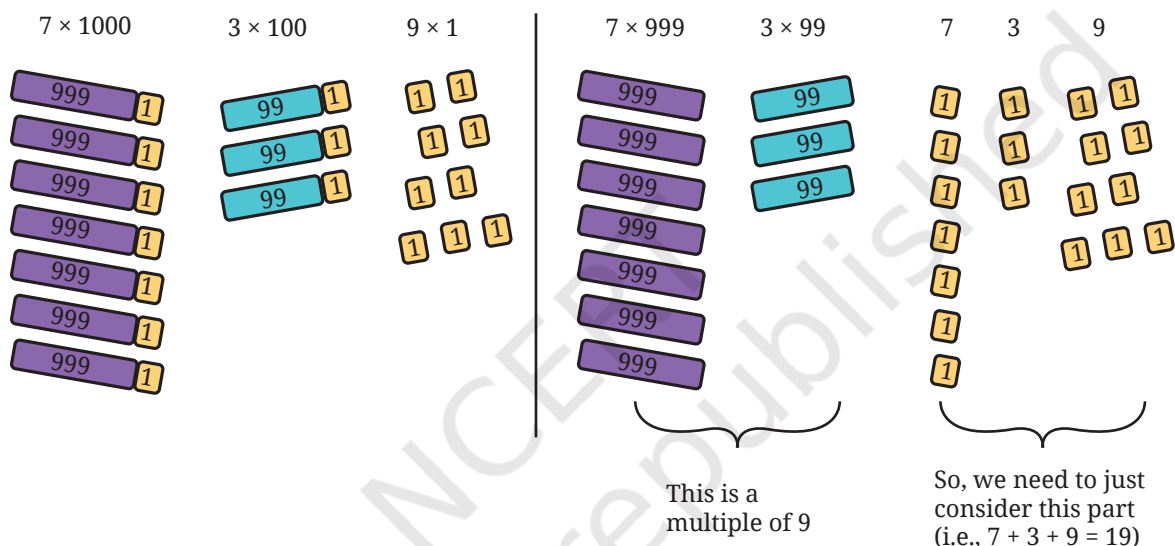 7 × 1000 3 × 100 9 × 1 7 × 999 3 × 99 7 3 9
999 1 99 1 1 1 999 99 1 1 1 1
999 1 99 1 1 1 999 99 1 1 1 1
999 1 99 1 1 1 999 99 1 1 1 1
999 1 1 1 1 999 1 1 1 1
999 1 999 1
999 1 999 1
999 1 999 1
This is a
multiple of 9
So, we need to just
consider this part
(i.e., 7 + 3 + 9 = 19)
NCERT
republished